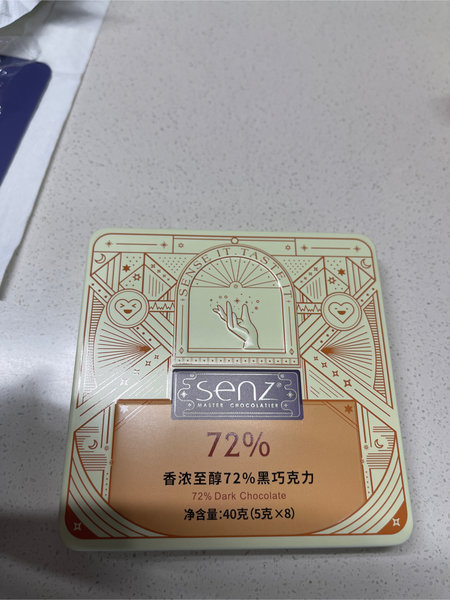 SENSE IT. TASTE IT.
senz®
MASTER CHOCOLATIER
72%
香浓至醇72%黑巧克力
72% Dark Chocolate
净含量:40克(5克×8)